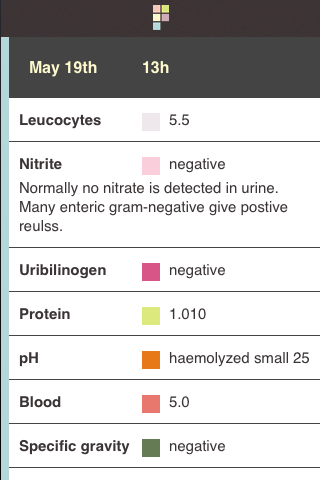 May 19th 13h
Leucocytes 5.5
Nitrite negative
Normally no nitrate is detected in urine.
Many enteric gram-negative give postive
reulss.
Uribilinogen negative
Protein 1.010
pH haemolyzed small 25
Blood 5.0
Specific gravity negative